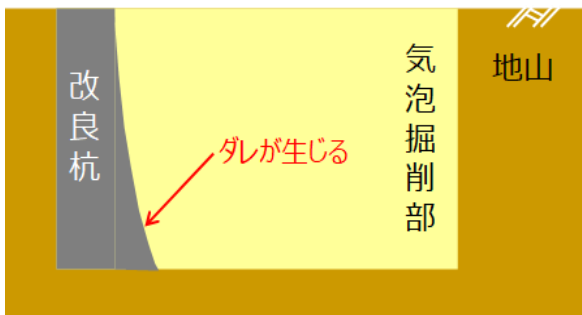 改良杭
ダレが生じる
気泡掘削部
地山